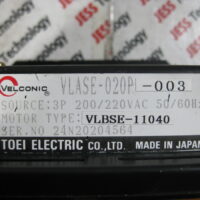 VELCONIC VLASE-020P -003
SOURCE:3P 200/220VAC 50/60Hz
MOTOR TYPE: VLBSE-11040
SER.NO 24N20204564
TOEI ELECTRIC CO.,LTD. MADE IN JAPAN